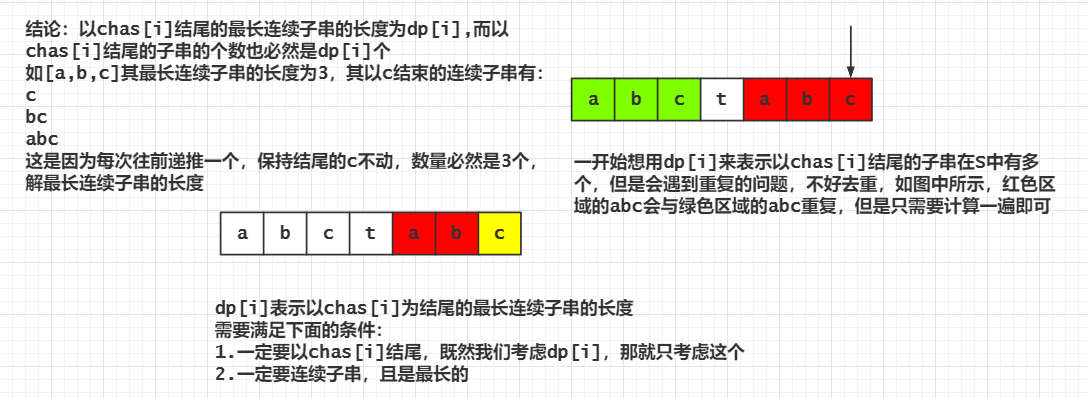 结论：以chas[i]结尾的最长连续子串的长度为dp[i],而以
chas[i]结尾的子串的个数也必然是dp[i]个
如[a,b,c]其最长连续子串的长度为3，其以c结束的连续子串有：
c
bc
abc
这是因为每次往前递推一个，保持结尾的c不动，数量必然是3个，
解最长连续子串的长度
a b c t a b c
一开始想用dp[i]来表示以chas[i]结尾的子串在S中有多
个，但是会遇到重复的问题，不好去重，如图中所示，红色区
域的abc会与绿色区域的abc重复，但是只需要计算一遍即可
a b c t a b c
dp[i]表示以chas[i]为结尾的最长连续子串的长度
需要满足下面的条件：
1.一定要以chas[i]结尾，既然我们考虑dp[i]，那就只考虑这个
2.一定要连续子串，且是最长的